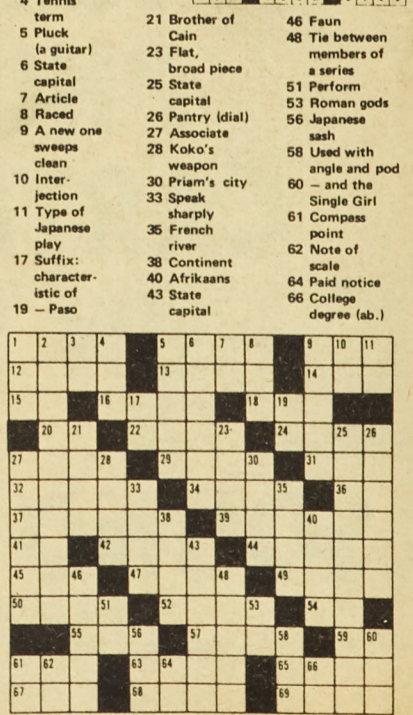 4 Tennis
term
5 Pluck
(a guitar)
6 State
capital
7 Article
8 Raced
9 A new one
sweeps
clean
10 Inter-
jection
11 Type of
Japanese
play
17 Suffix:
character-
istic of
19 – Paso
21 Brother of
Cain
23 Flat,
broad piece
25 State
capital
26 Pantry (dial)
27 Associate
28 Koko's
weapon
30 Priam's city
33 Speak
sharply
35 French
river
38 Continent
40 Afrikaans
43 State
capital
46 Faun
48 Tie between
members of
a series
51 Perform
53 Roman gods
56 Japanese
sash
58 Used with
angle and pod
60 – and the
Single Girl
61 Compass
point
62 Note of
scale
64 Paid notice
66 College
degree (ab.)
1 2 3 4 5 6 7 8 9 10 11
12 13 14
15 16 17 18 19
20 21 22 23 24 25 26
27 28 29 30 31
32 33 34 35 36
37 38 39 40
41 42 43 44
45 46 47 48 49
50 51 52 53 54
55 56 57 58 59 60
61 62 63 64 65 66
67 68 69